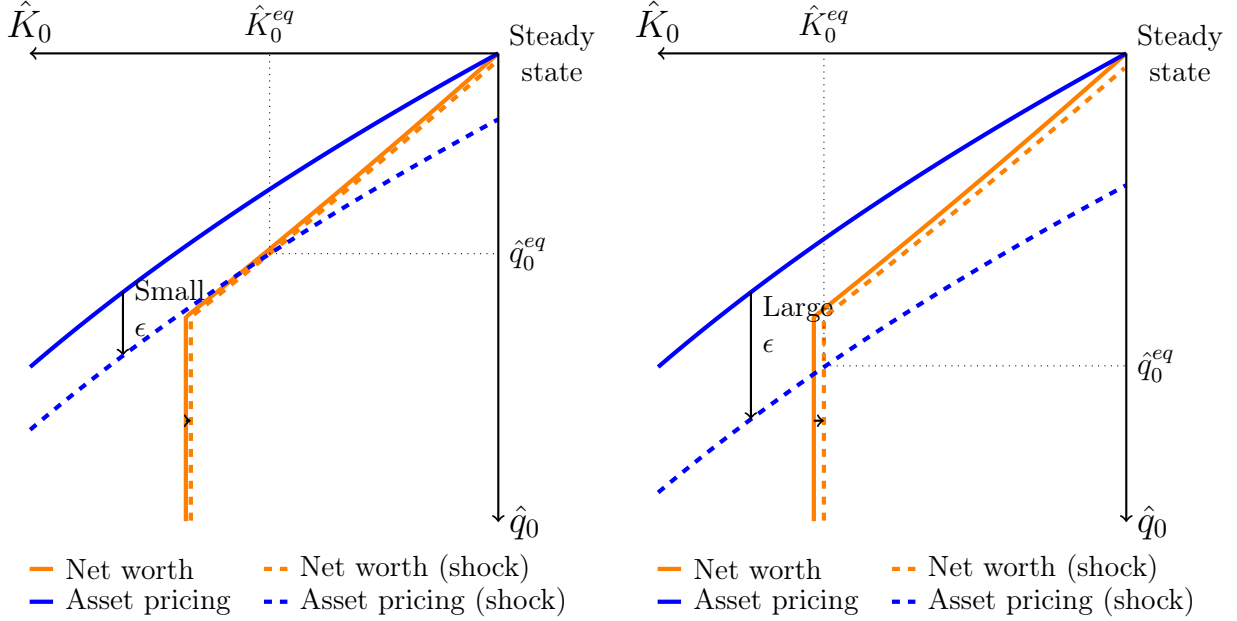 K̂₀
K̂₀^{eq}
Steady
state
Small
ϵ
q̂₀^{eq}
q̂₀
Net worth
Net worth (shock)
Asset pricing
Asset pricing (shock)
K̂₀
K̂₀^{eq}
Steady
state
Large
ϵ
q̂₀^{eq}
q̂₀
Net worth
Net worth (shock)
Asset pricing
Asset pricing (shock)